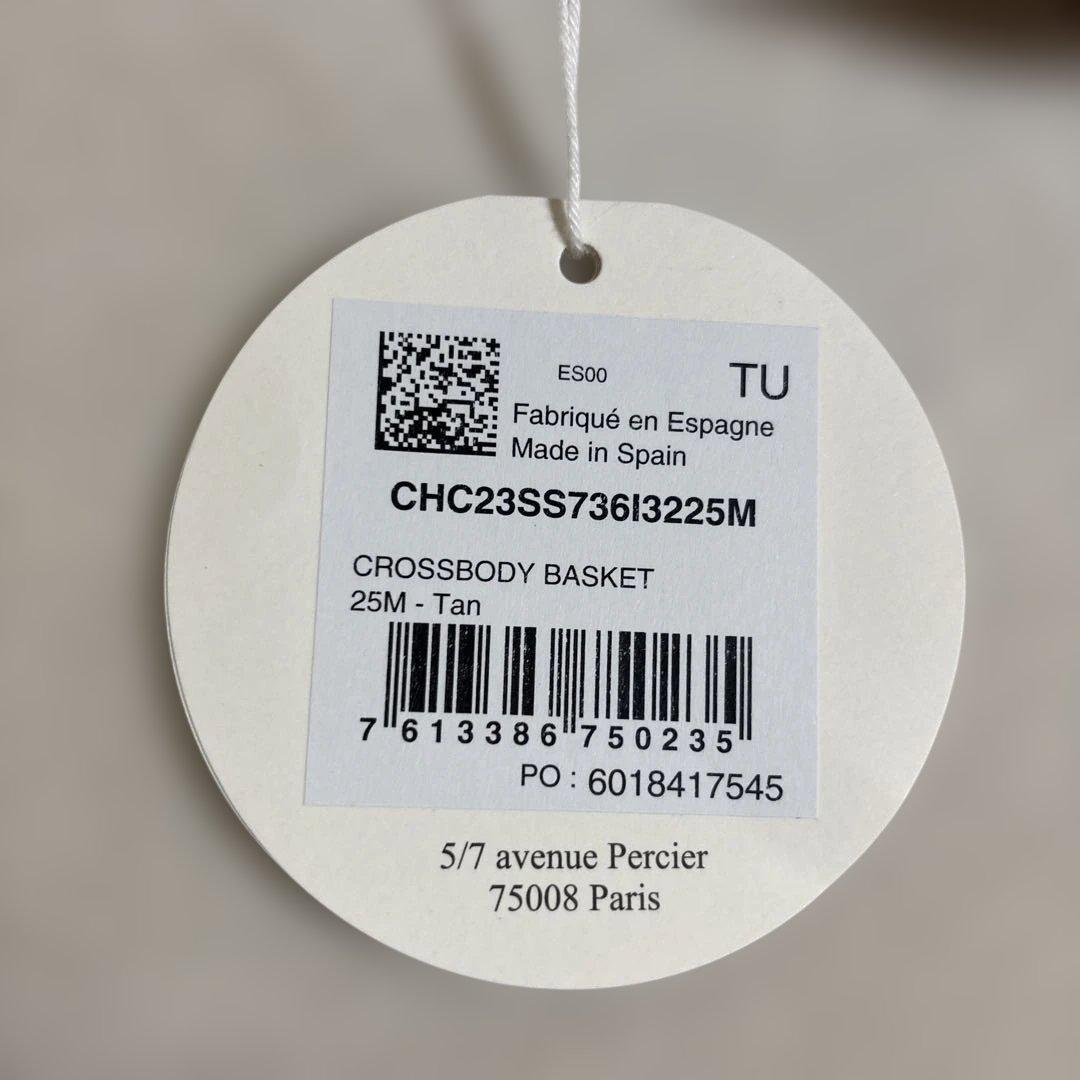 ES00
TU
Fabriqué en Espagne
Made in Spain
CHC23SS736I3225M
CROSSBODY BASKET
25M - Tan
7 613386 750235
PO : 6018417545
5/7 avenue Percier
75008 Paris